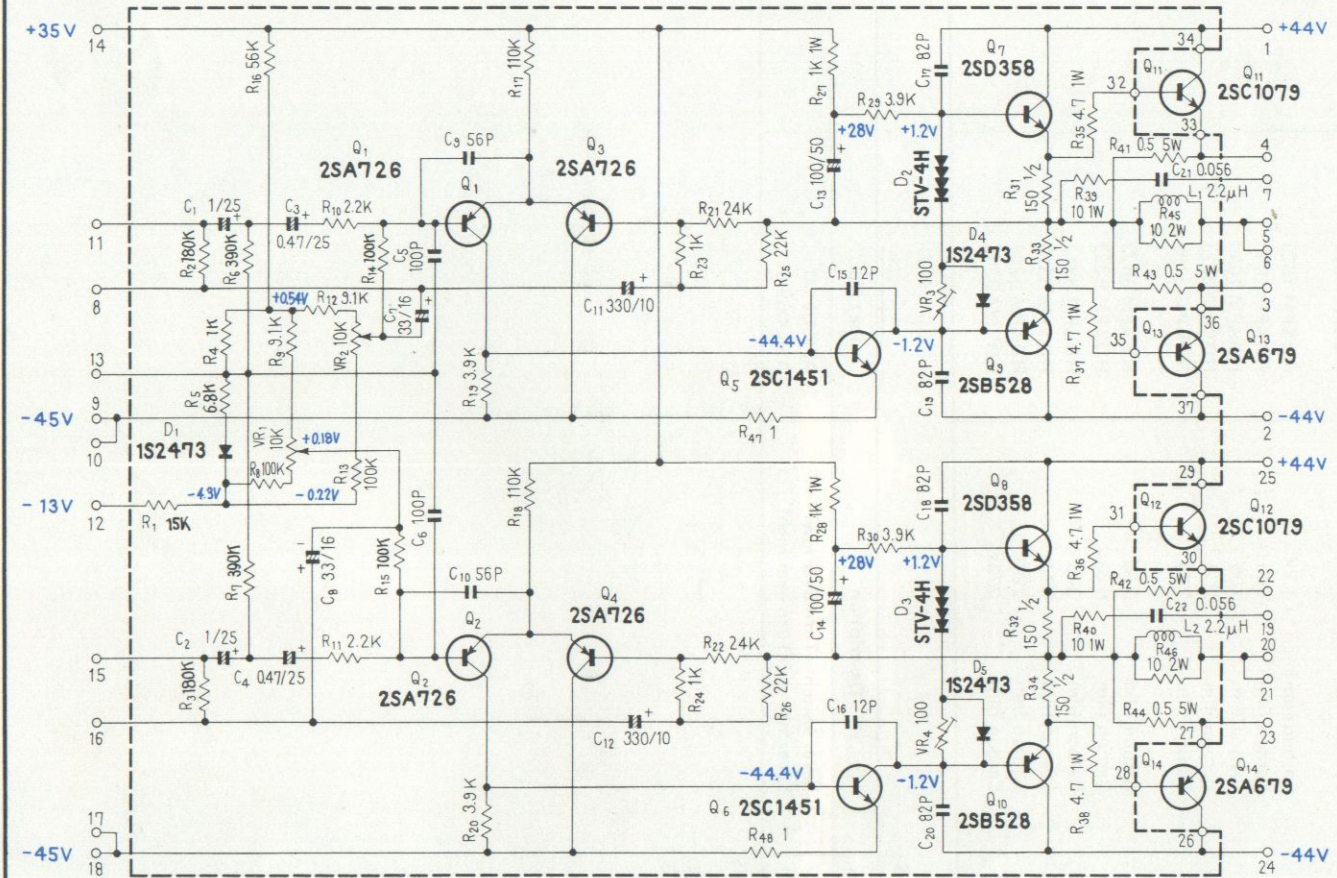 +35V 14
R16 56K
R17 110K
R27 1K 1W
C17 82P
Q7
2SD358
34
+44V
1
Q11
32
Q11
2SC1079
33
R35 4.7 1W
R29 3.9K
+28V
+1.2V
C9 56P
Q1
2SA726
Q3
2SA726
Q1
C13 100/50
D2
STV-4H
R31
150 ½
R41 0.5 5W
4
C21 0.056
7
R39
10 1W
L1 2.2µH
R45
10 2W
5
6
11
C1 1/25
C3
0.47/25
R10 2.2K
R21 24K
R2 180K
R6 390K
R14 100K
C5
100P
R23 1K
R25 22K
D4
1S2473
R33
150 ½
R43 0.5 5W
3
8
+0.54V
R12 9.1K
C7
33/16
C11 330/10
C15 12P
VR3 100
36
Q13
35
Q13
2SA679
R4 1K
R9 9.1K
VR2 10K
-44.4V
-1.2V
Q5 2SC1451
Q9
2SB528
R37 4.7 1W
13
R5
6.8K
R19 3.9K
C19 82P
37
-45V 9
10
R47 1
-44V
2
D1
1S2473
VR1
10K
+0.18V
R8 100K
R13
100K
-4.9V
-0.22V
-13V
12
R1 15K
R18 110K
C6 100P
R28 1K 1W
C18 82P
Q8
2SD358
29
+44V
25
Q12
31
Q12
2SC1079
30
R36 4.7 1W
R30 3.9K
+28V
+1.2V
C8 33/16
R15 100K
C10 56P
R7 390K
Q2
Q4
2SA726
C14 100/50
D3
STV-4H
R32
150 ½
R42 0.5 5W
22
C22 0.056
19
R40
10 1W
L2 2.2µH
R46
10 2W
20
21
C2 1/25
C4 0.47/25
R11 2.2K
15
R3 180K
Q2
2SA726
R22 24K
R24 1K
R26 22K
D5
1S2473
R34
150 ½
R44 0.5 5W
23
16
C12 330/10
C16 12P
VR4 100
27
Q14
28
Q14
2SA679
-44.4V
-1.2V
Q6 2SC1451
Q10
2SB528
R38 4.7 1W
R20 3.9K
C20 82P
26
17
-45V
18
R48 1
-44V
24